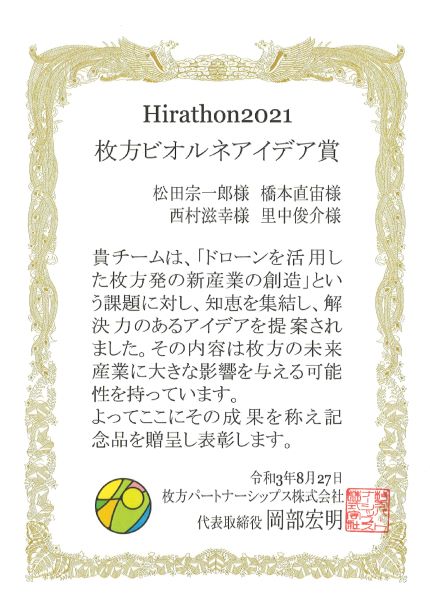 Hirathon2021
枚方ビオルネアイデア賞
松田宗一郎様 橋本直宙様
西村滋幸様 里中俊介様
貴チームは、「ドローンを活用し
た枚方発の新産業の創造」とい
う課題に対し、知恵を集結し、解
決力のあるアイデアを提案され
ました。その内容は枚方の未来
産業に大きな影響を与える可能
性を持っています。
よってここにその成果を称え記
念品を贈呈し表彰します。
令和3年8月27日
枚方パートナーシップス株式会社
代表取締役 岡部宏明